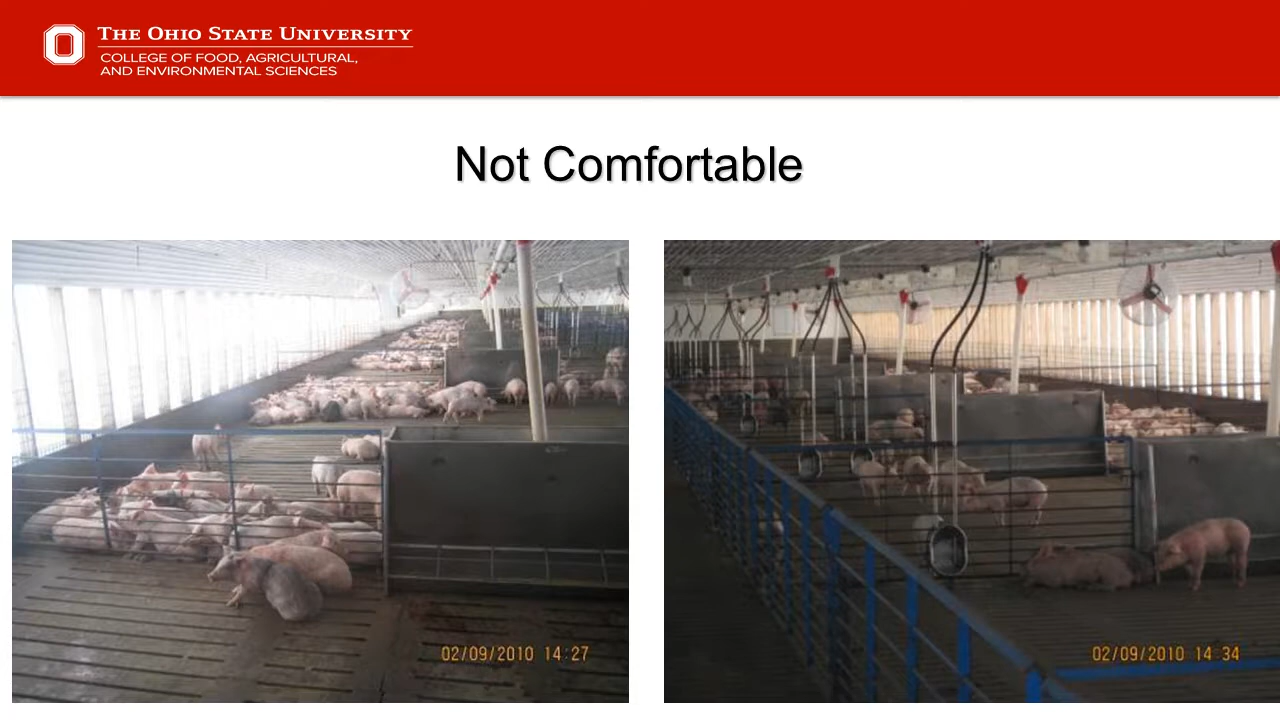 THE OHIO STATE UNIVERSITY
COLLEGE OF FOOD, AGRICULTURAL,
AND ENVIRONMENTAL SCIENCES
Not Comfortable
02/09/2010 14:27
02/09/2010 14 34